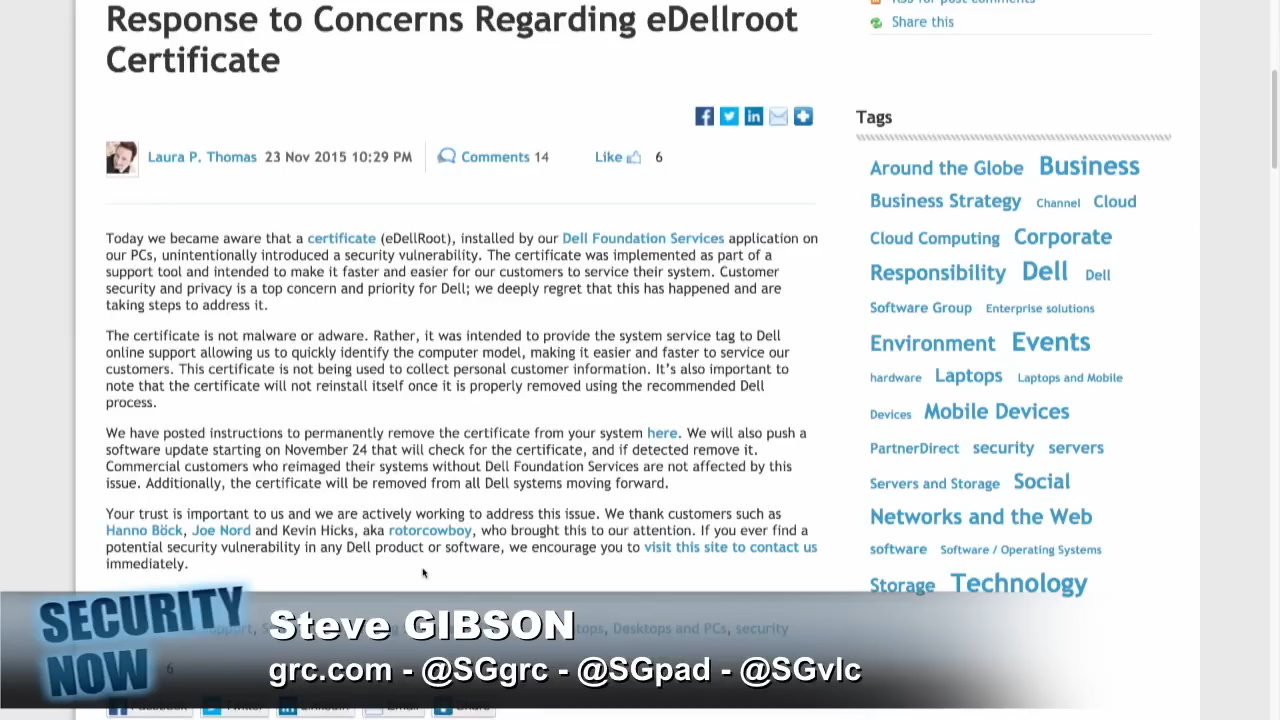 Response to Concerns Regarding eDellroot
Certificate
Laura P. Thomas 23 Nov 2015 10:29 PM
Comments 14
Like 6
Today we became aware that a certificate (eDellRoot), installed by our Dell Foundation Services application on
our PCs, unintentionally introduced a security vulnerability. The certificate was implemented as part of a
support tool and intended to make it faster and easier for our customers to service their system. Customer
security and privacy is a top concern and priority for Dell; we deeply regret that this has happened and are
taking steps to address it.
The certificate is not malware or adware. Rather, it was intended to provide the system service tag to Dell
online support allowing us to quickly identify the computer model, making it easier and faster to service our
customers. This certificate is not being used to collect personal customer information. It's also important to
note that the certificate will not reinstall itself once it is properly removed using the recommended Dell
process.
We have posted instructions to permanently remove the certificate from your system here. We will also push a
software update starting on November 24 that will check for the certificate, and if detected remove it.
Commercial customers who reimaged their systems without Dell Foundation Services are not affected by this
issue. Additionally, the certificate will be removed from all Dell systems moving forward.
Your trust is important to us and we are actively working to address this issue. We thank customers such as
Hanno Böck, Joe Nord and Kevin Hicks, aka rotorcowboy, who brought this to our attention. If you ever find a
potential security vulnerability in any Dell product or software, we encourage you to visit this site to contact us
immediately.
Desktops and PCs, security
6
RSS for post comments
Share this
Tags
Around the Globe Business
Business Strategy Channel Cloud
Cloud Computing Corporate
Responsibility Dell Dell
Software Group Enterprise solutions
Environment Events
hardware Laptops Laptops and Mobile
Devices Mobile Devices
PartnerDirect security servers
Servers and Storage Social
Networks and the Web
software Software / Operating Systems
Storage Technology
SECURITY
NOW
Steve GIBSON
grc.com - @SGgrc - @SGpad - @SGvlc